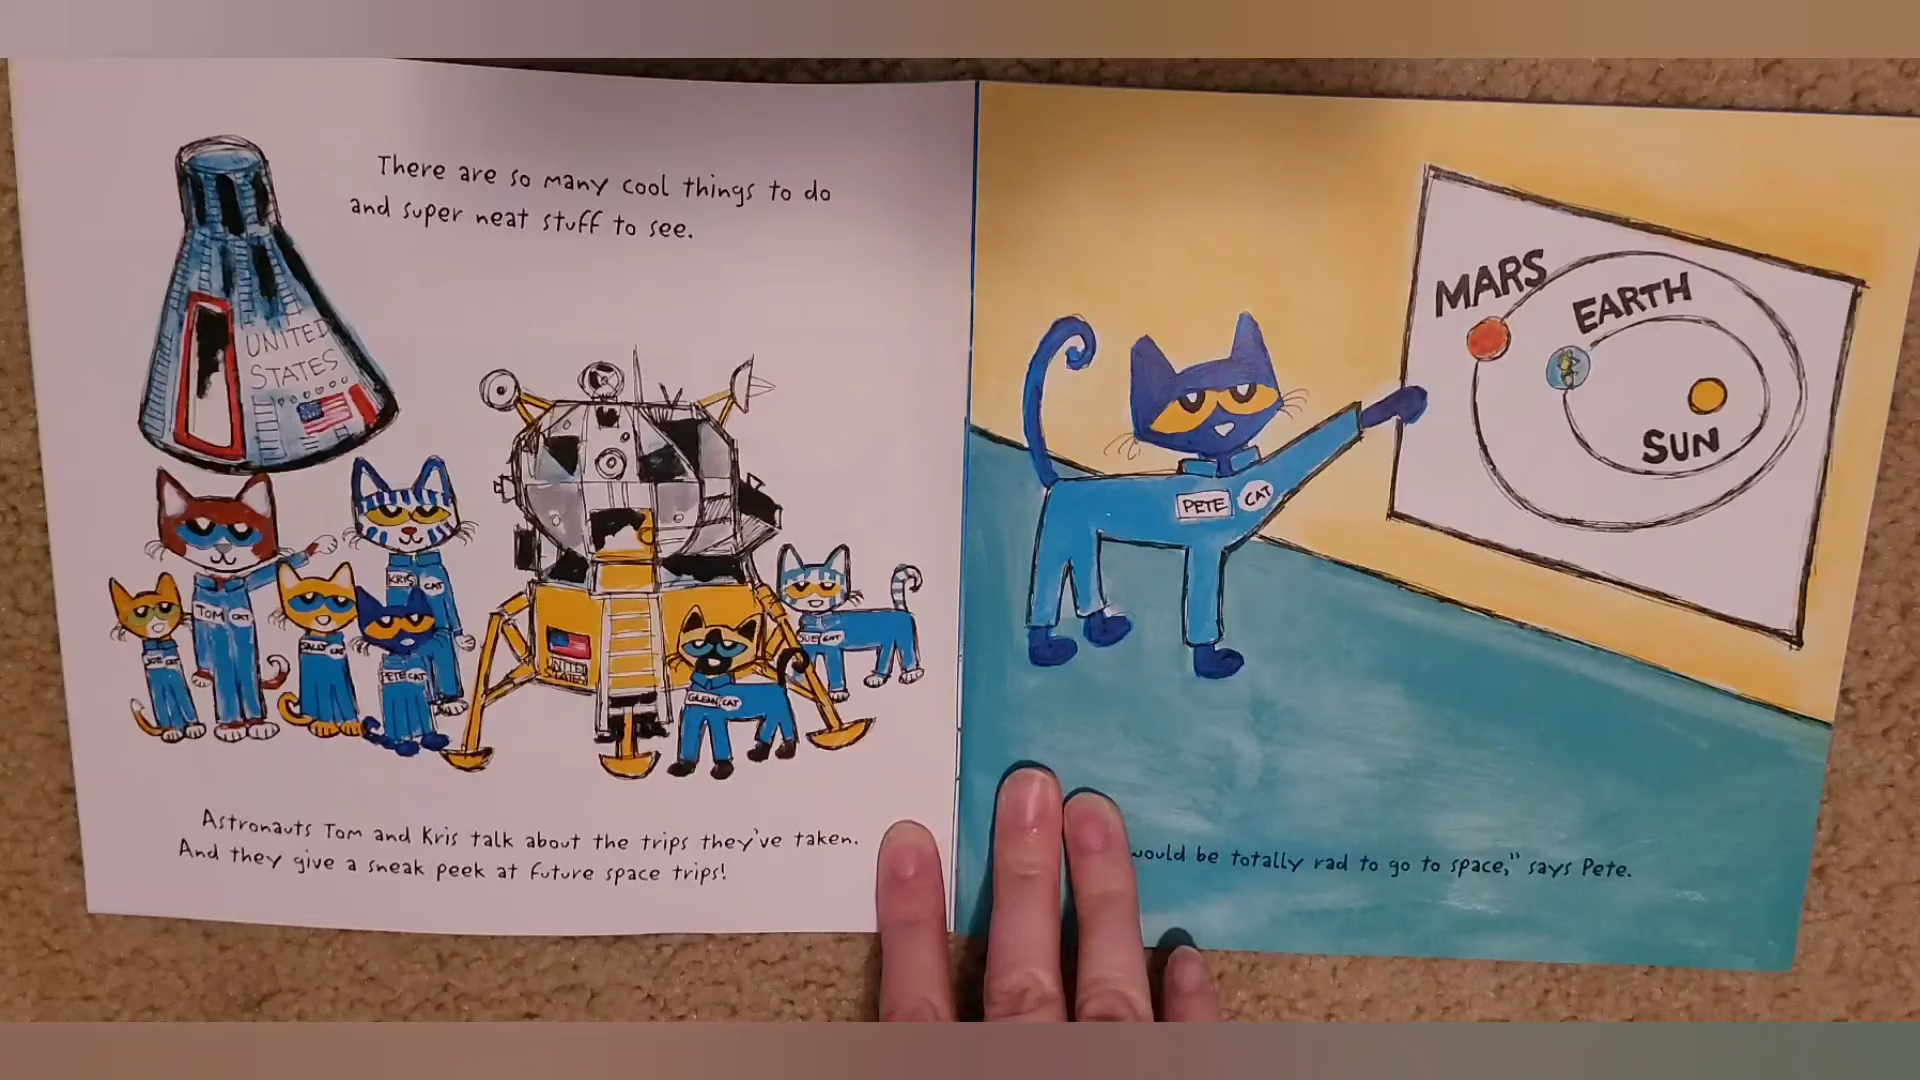 There are so many cool things to do
and super neat stuff to see.
UNITED
STATES
TOM CAT
KRIS CAT
JOE CAT
SALLY CAT
PETE CAT
UNITED
STATES
GLENN CAT
SUE CAT
Astronauts Tom and Kris talk about the trips they've taken.
And they give a sneak peek at future space trips!
MARS
EARTH
SUN
PETE CAT
would be totally rad to go to space," says Pete.